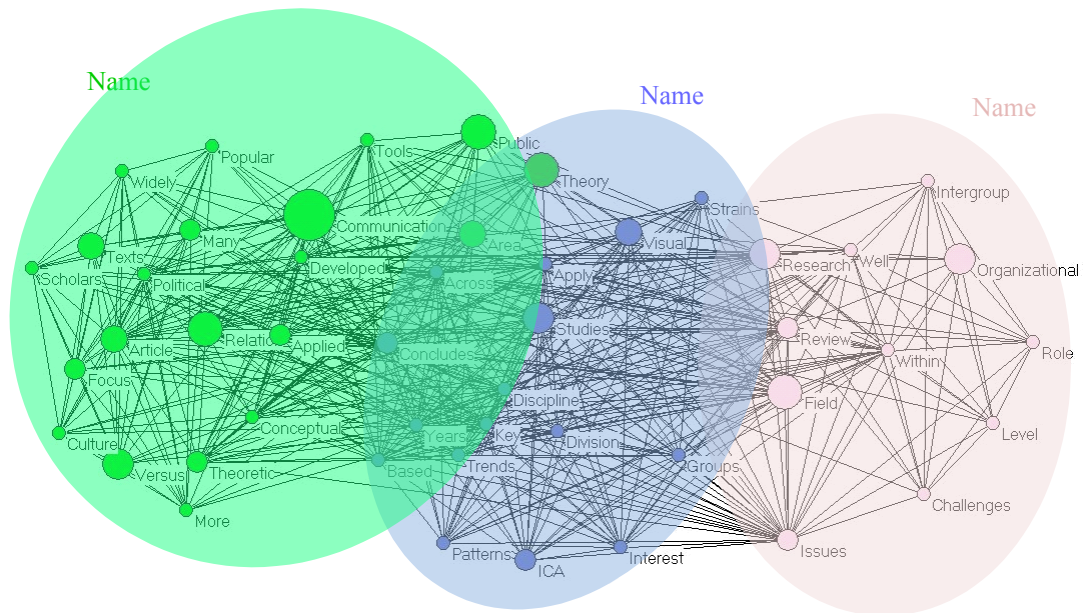 Name
Name
Name
Public
Tools
Popular
Theory
Widely
Intergroup
Strains
Communication
Many
Area
Visual
Texts
Developed
Research
Well
Organizational
Scholars
Political
Across
Apply
Relation
Studies
Applied
Review
Article
Concludes
Within
Role
Focus
Discipline
Field
Conceptual
Culture
Years
Key
Division
Level
Versus
Theoretic
Based
Trends
Groups
Challenges
More
Patterns
ICA
Interest
Issues